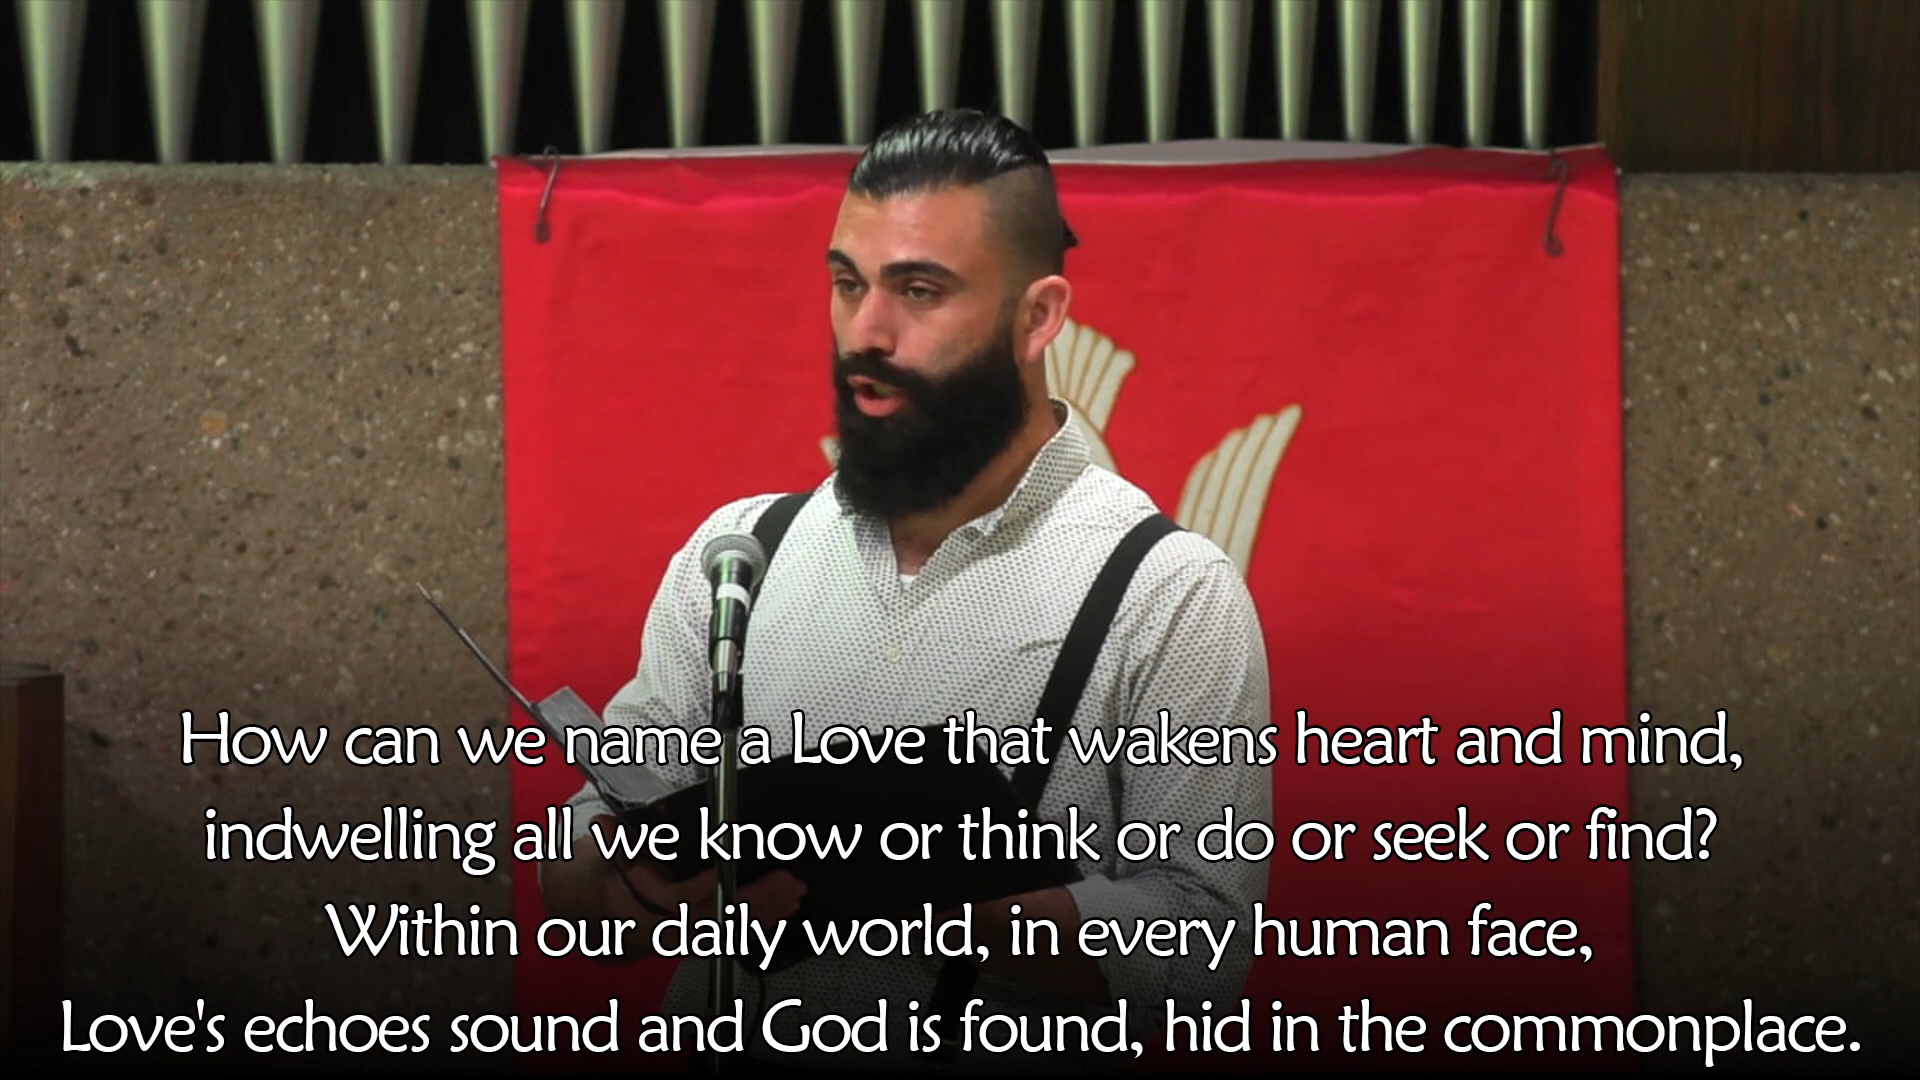 How can we name a Love that wakens heart and mind,
indwelling all we know or think or do or seek or find?
Within our daily world, in every human face,
Love's echoes sound and God is found, hid in the commonplace.